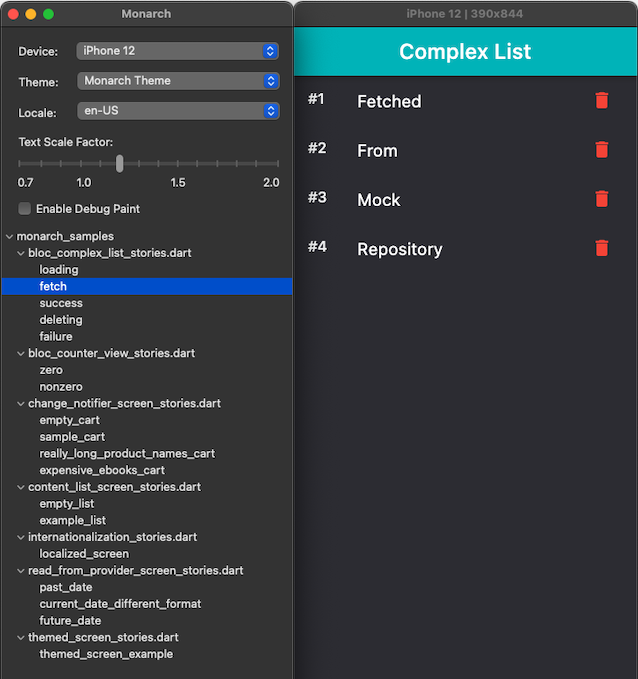 Monarch
Device: iPhone 12
Theme: Monarch Theme
Locale: en-US
Text Scale Factor:
0.7 1.0 1.5 2.0
Enable Debug Paint
monarch_samples
bloc_complex_list_stories.dart
loading
fetch
success
deleting
failure
bloc_counter_view_stories.dart
zero
nonzero
change_notifier_screen_stories.dart
empty_cart
sample_cart
really_long_product_names_cart
expensive_ebooks_cart
content_list_screen_stories.dart
empty_list
example_list
internationalization_stories.dart
localized_screen
read_from_provider_screen_stories.dart
past_date
current_date_different_format
future_date
themed_screen_stories.dart
themed_screen_example
iPhone 12 | 390x844
Complex List
#1 Fetched
#2 From
#3 Mock
#4 Repository